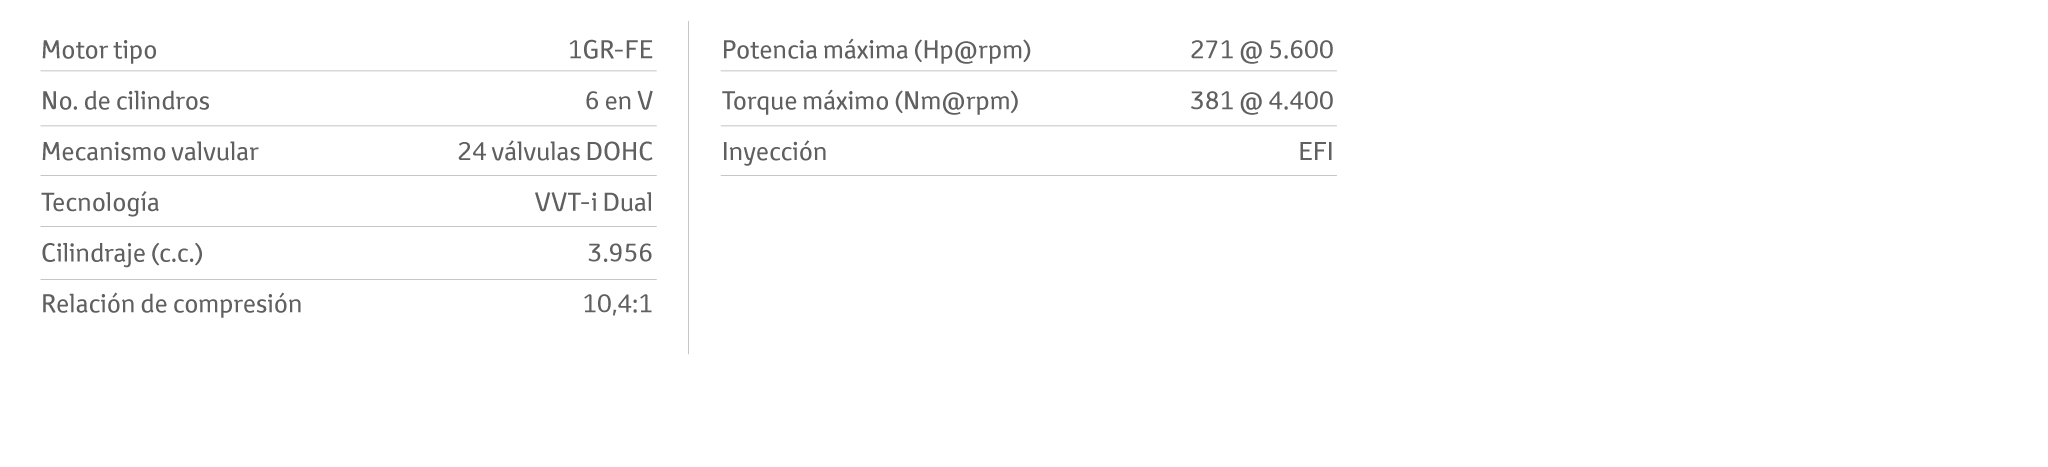 Motor tipo 1GR-FE
No. de cilindros 6 en V
Mecanismo valvular 24 válvulas DOHC
Tecnología VVT-i Dual
Cilindraje (c.c.) 3.956
Relación de compresión 10,4:1
Potencia máxima (Hp@rpm) 271 @ 5.600
Torque máximo (Nm@rpm) 381 @ 4.400
Inyección EFI